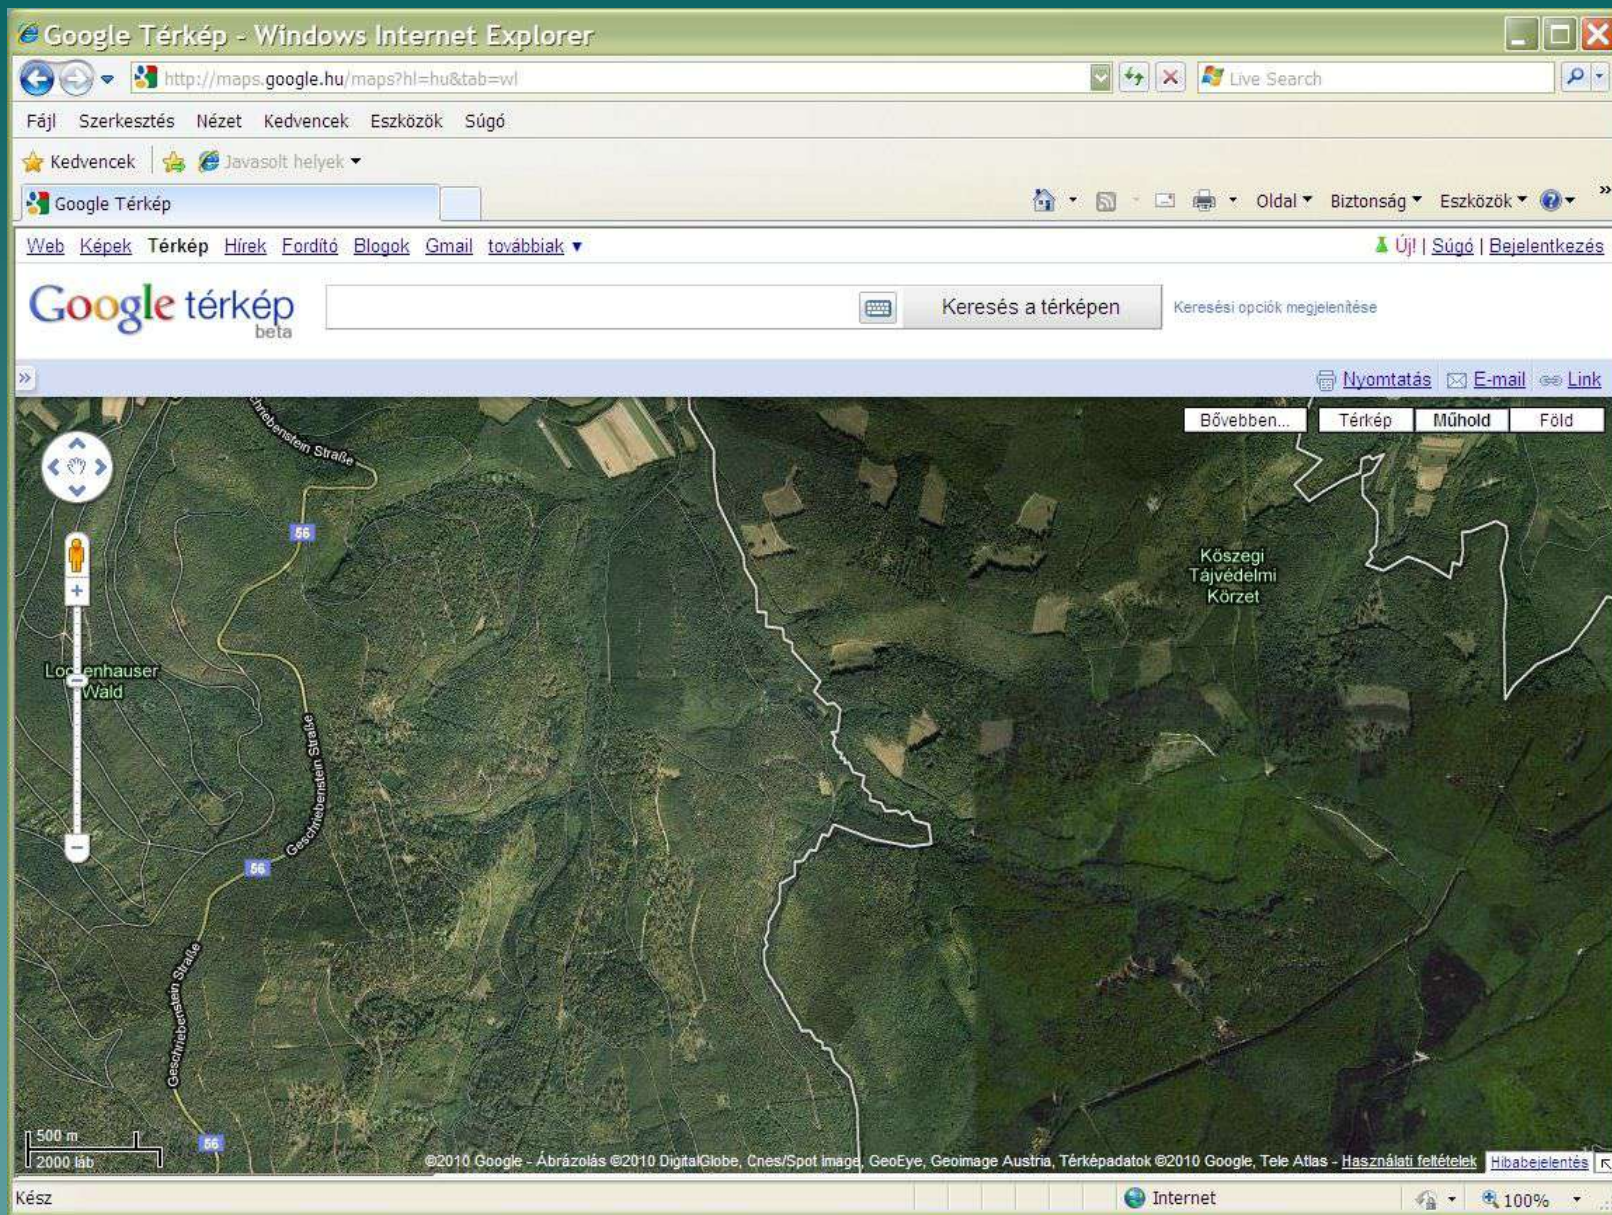 Google Térkép - Windows Internet Explorer
http://maps.google.hu/maps?hl=hu&tab=wl
Live Search
Fájl Szerkesztés Nézet Kedvencek Eszközök Súgó
Kedvencek Javasolt helyek
Google Térkép
Oldal Biztonság Eszközök
Web Képek Térkép Hírek Fordító Blogok Gmail továbbiak ▼
Új! | Súgó | Bejelentkezés
Google térkép
beta
Keresés a térképen
Keresési opciók megjelenítése
»
Nyomtatás E-mail Link
Bővebben... Térkép Műhold Föld
Straße
56
Kőszegi
Tájvédelmi
Körzet
Wald
Geschriebenstein Straße
56
Geschriebenstein Straße
56
500 m
2000 láb
©2010 Google - Ábrázolás ©2010 DigitalGlobe, Cnes/Spot Image, GeoEye, Geoimage Austria, Térképadatok ©2010 Google, Tele Atlas - Használati feltételek
Hibabejelentés
Kész
Internet
100%